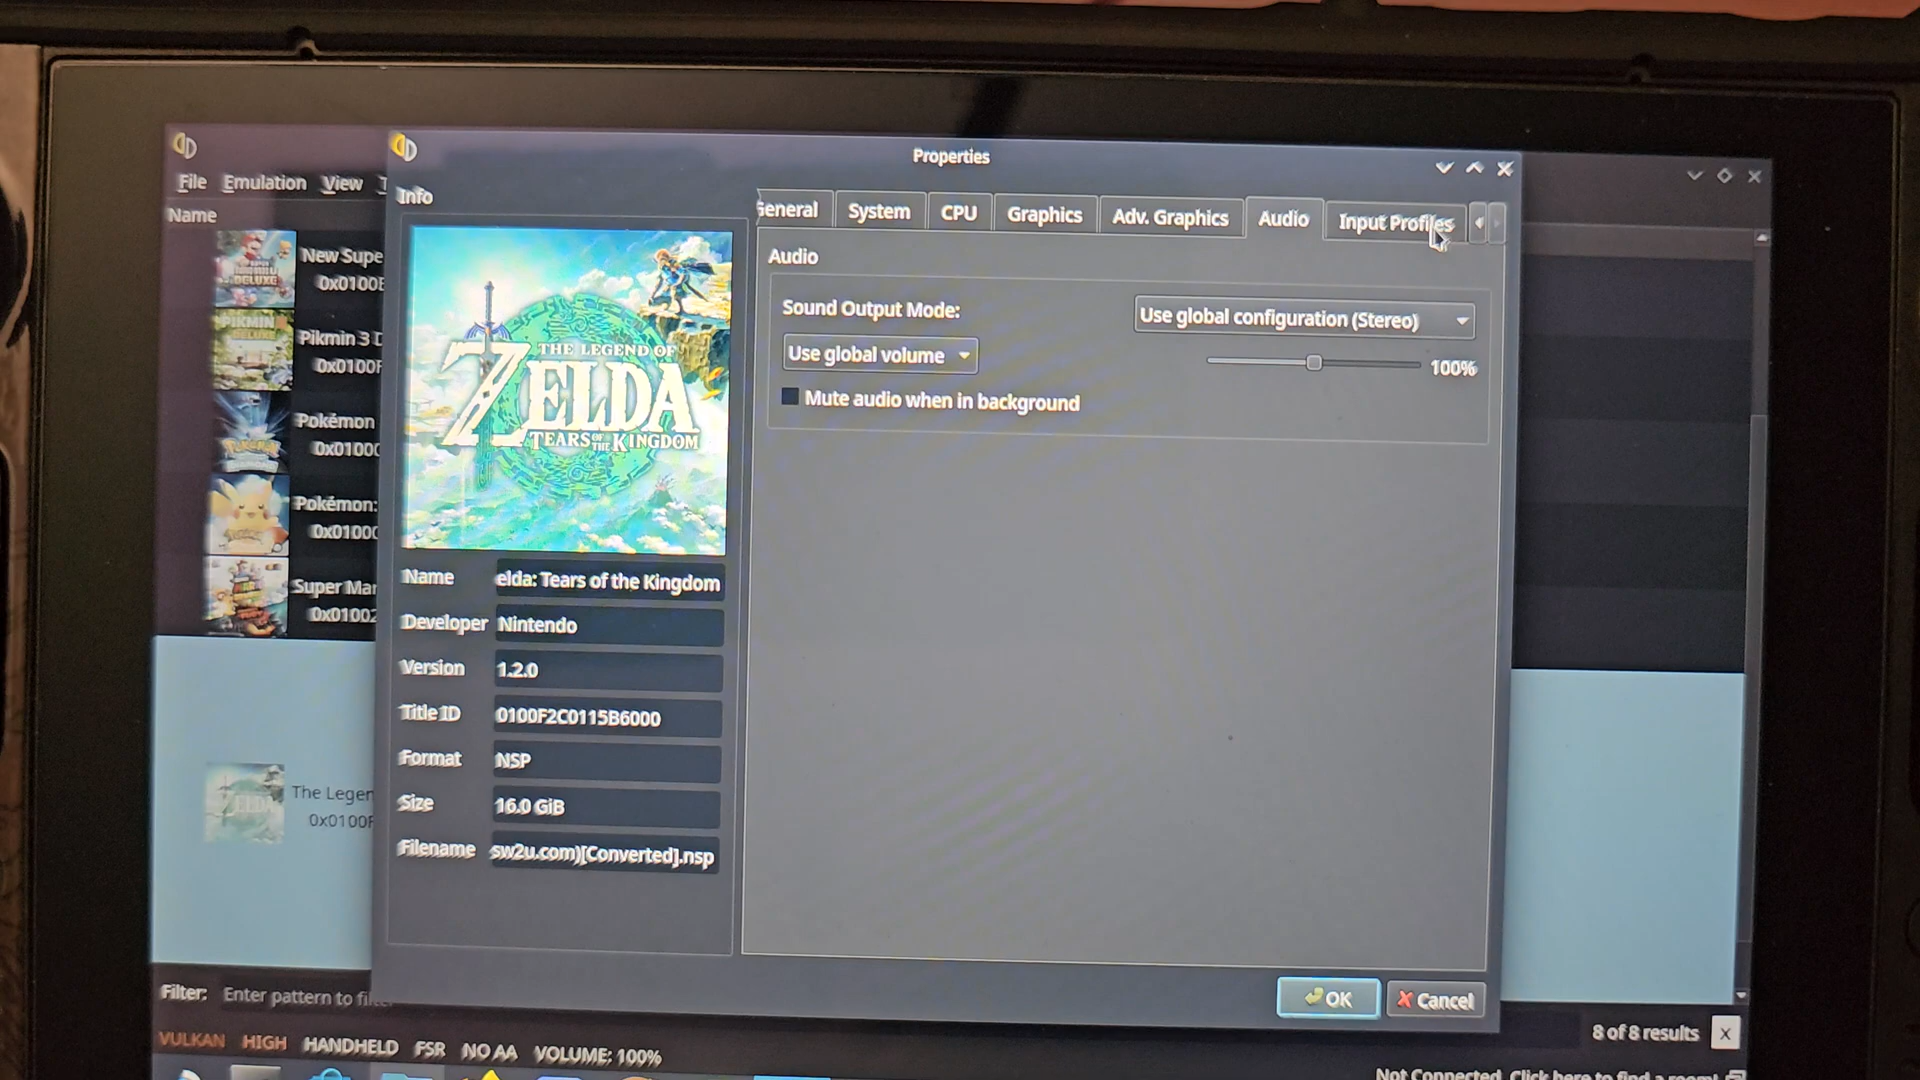 Properties
File Emulation View T
Name
New Supe
0x0100E
Pikmin 3 D
0x0100F
Pokémon
0x01000
Pokémon:
0x01000
Super Mar
0x01002
The Legen
0x0100F
Info
THE LEGEND OF
ZELDA
TEARS OF THE KINGDOM
Name elda: Tears of the Kingdom
Developer Nintendo
Version 1.2.0
Title ID 0100F2C0115B6000
Format NSP
Size 16.0 GiB
Filename sw2u.com)[Converted].nsp
General System CPU Graphics Adv. Graphics Audio Input Profiles
Audio
Sound Output Mode: Use global configuration (Stereo)
Use global volume 100%
Mute audio when in background
OK Cancel
Filter: Enter pattern to fil
8 of 8 results X
VULKAN HIGH HANDHELD FSR NO AA VOLUME: 100%
Not Connected. Click here to find a room!